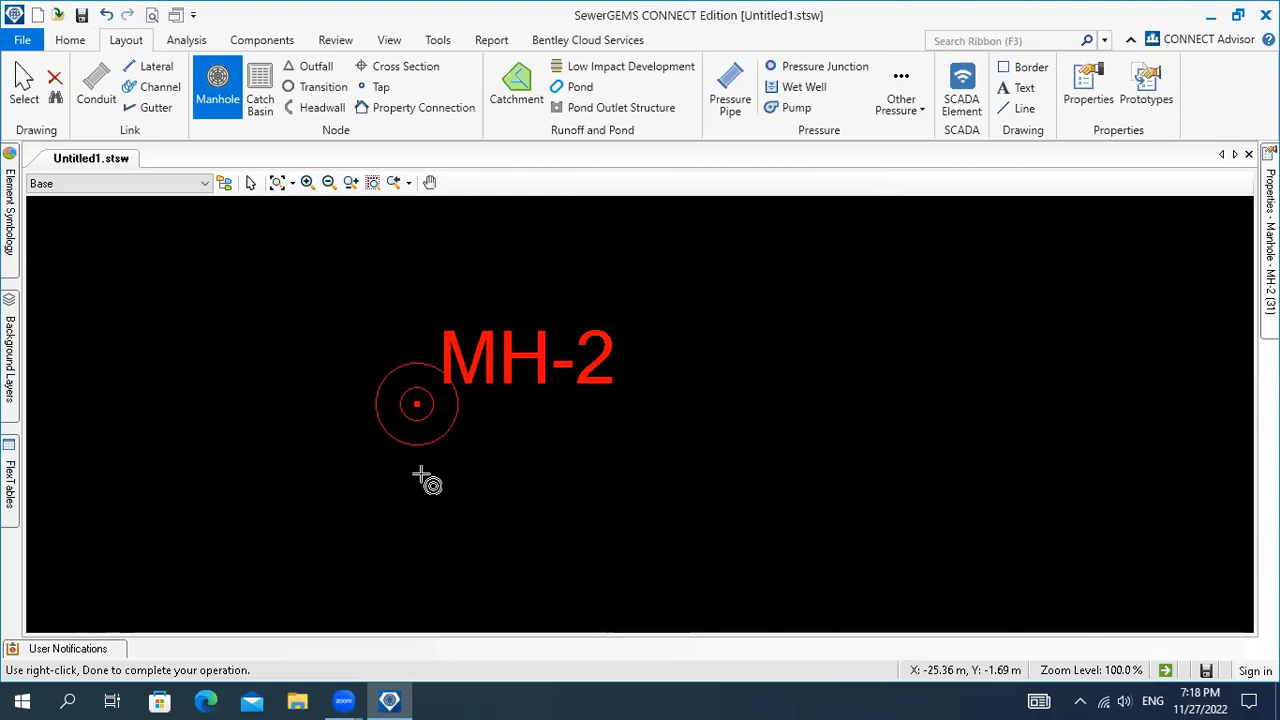 SewerGEMS CONNECT Edition [Untitled1.stsw]
File Home Layout Analysis Components Review View Tools Report Bentley Cloud Services Search Ribbon (F3) CONNECT Advisor
Select
Drawing
Conduit
Lateral
Channel
Gutter
Link
Manhole
Catch Basin
Outfall
Transition
Headwall
Cross Section
Tap
Property Connection
Node
Catchment
Low Impact Development
Pond
Pond Outlet Structure
Runoff and Pond
Pressure Pipe
Pressure Junction
Wet Well
Pump
Other Pressure
Pressure
SCADA Element
SCADA
Border
Text
Line
Drawing
Properties
Prototypes
Properties
Untitled1.stsw
Base
Element Symbology
Background Layers
FlexTables
Properties - Manhole - MH-2 (31)
MH-2
User Notifications
Use right-click, Done to complete your operation.
X: -25.36 m, Y: -1.69 m
Zoom Level: 100.0 %
Sign in
zoom
ENG
7:18 PM
11/27/2022